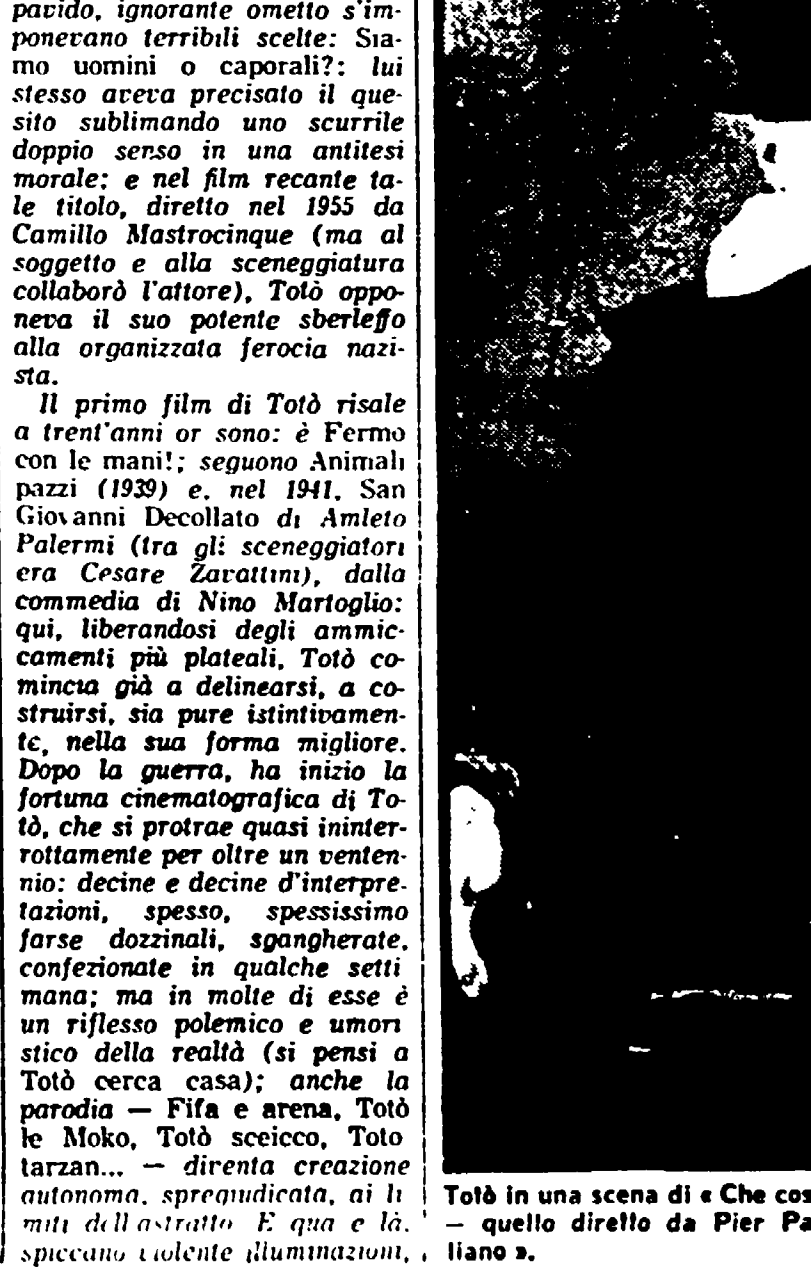 pavido, ignorante ometto s'im-
ponevano terribili scelte: Sia-
mo uomini o caporali?: lui
stesso aveva precisato il que-
sito sublimando uno scurrile
doppio senso in una antitesi
morale: e nel film recante ta-
le titolo, diretto nel 1955 da
Camillo Mastrocinque (ma al
soggetto e alla sceneggiatura
collaborò l'attore), Totò oppo-
neva il suo potente sberleffo
alla organizzata ferocia nazi-
sta.
Il primo film di Totò risale
a trent'anni or sono: è Fermo
con le mani!; seguono Animali
pazzi (1939) e, nel 1941, San
Giovanni Decollato di Amleto
Palermi (tra gli sceneggiatori
era Cesare Zavattini), dalla
commedia di Nino Martoglio:
qui, liberandosi degli ammic-
camenti più plateali, Totò co-
mincia già a delinearsi, a co-
struirsi, sia pure istintivamen-
te, nella sua forma migliore.
Dopo la guerra, ha inizio la
fortuna cinematografica di To-
tò, che si protrae quasi ininter-
rottamente per oltre un venten-
nio: decine e decine d'interpre-
tazioni, spesso, spessissimo
farse dozzinali, sgangherate,
confezionate in qualche setti
mana; ma in molte di esse è
un riflesso polemico e umori
stico della realtà (si pensi a
Totò cerca casa); anche la
parodia — Fifa e arena, Totò
le Moko, Totò sceicco, Toto
tarzan... — diventa creazione
autonoma, spregiudicata, ai li
miti dell'astratto. E qua e là,
spiccano violente illuminazioni,
Totò in una scena di « Che cos
— quello diretto da Pier Pa
liano ».